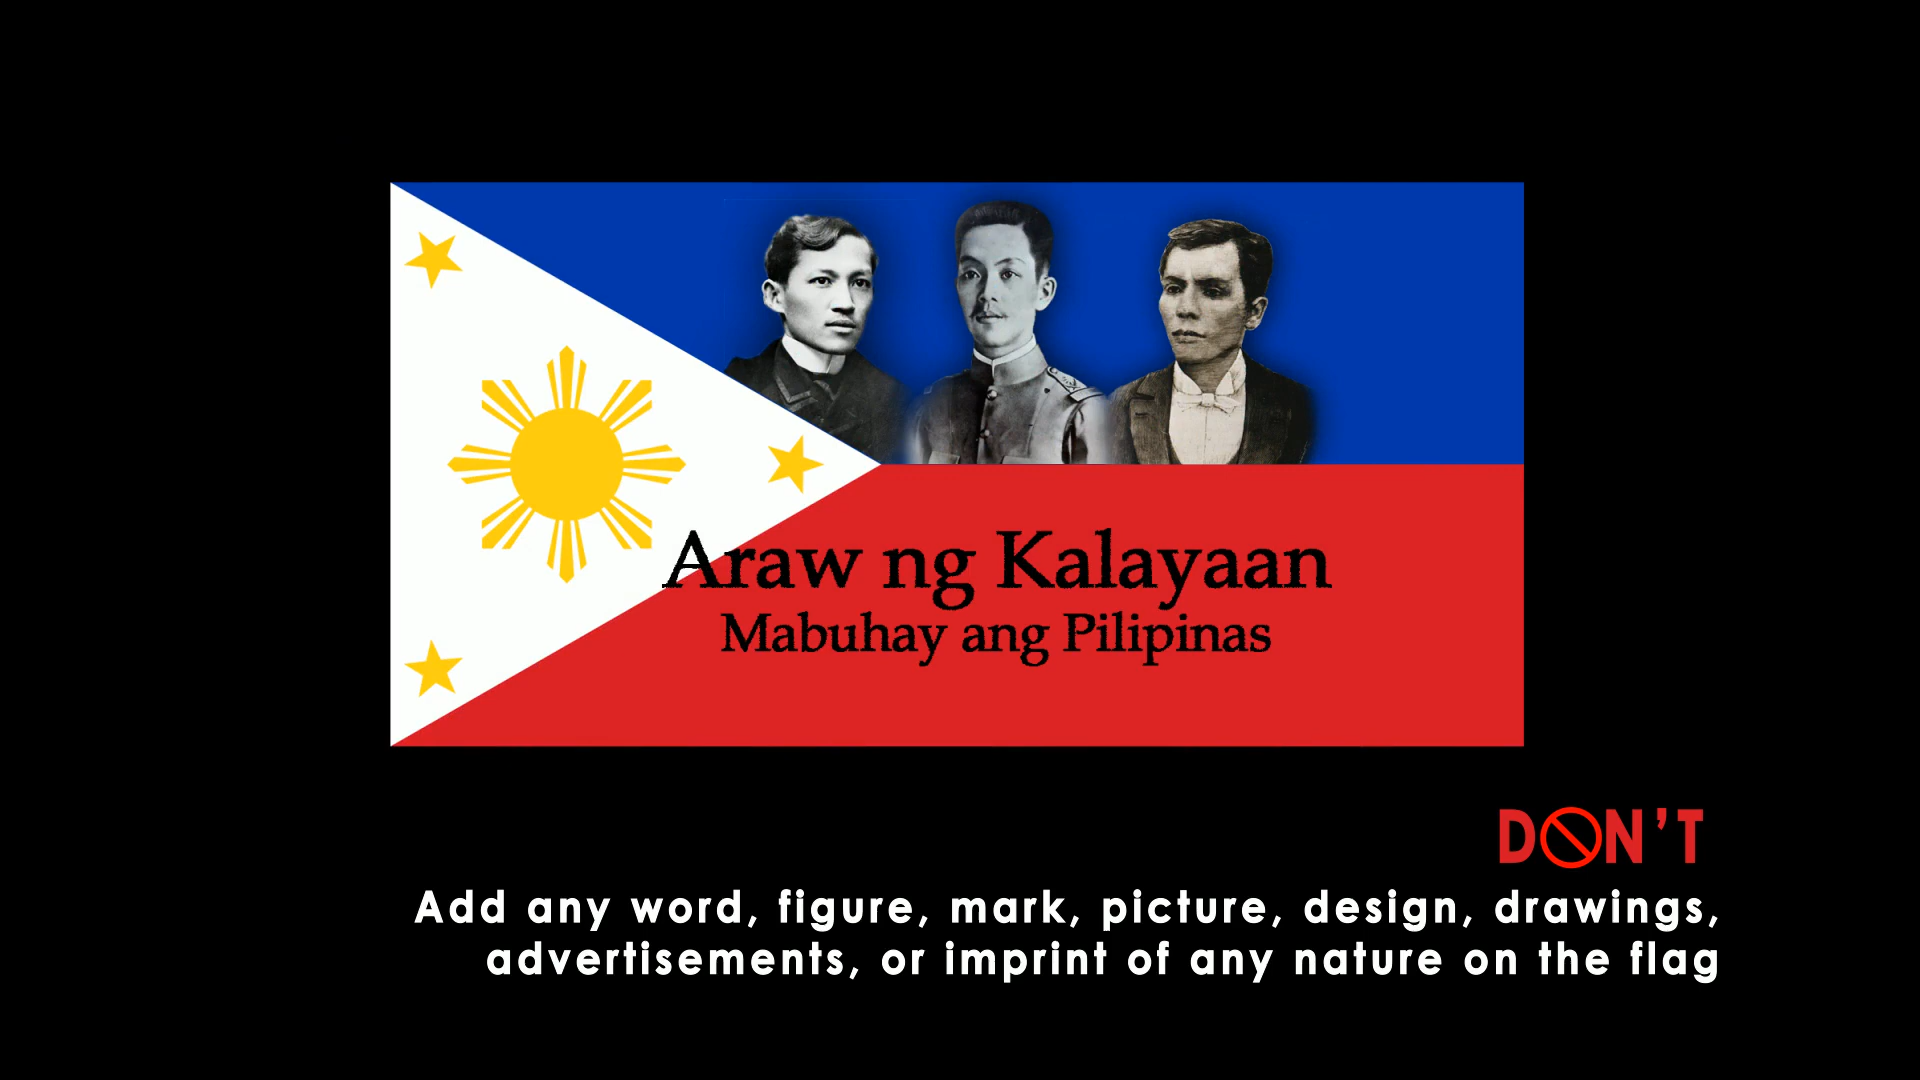 Araw ng Kalayaan
Mabuhay ang Pilipinas
DON'T
Add any word, figure, mark, picture, design, drawings,
advertisements, or imprint of any nature on the flag